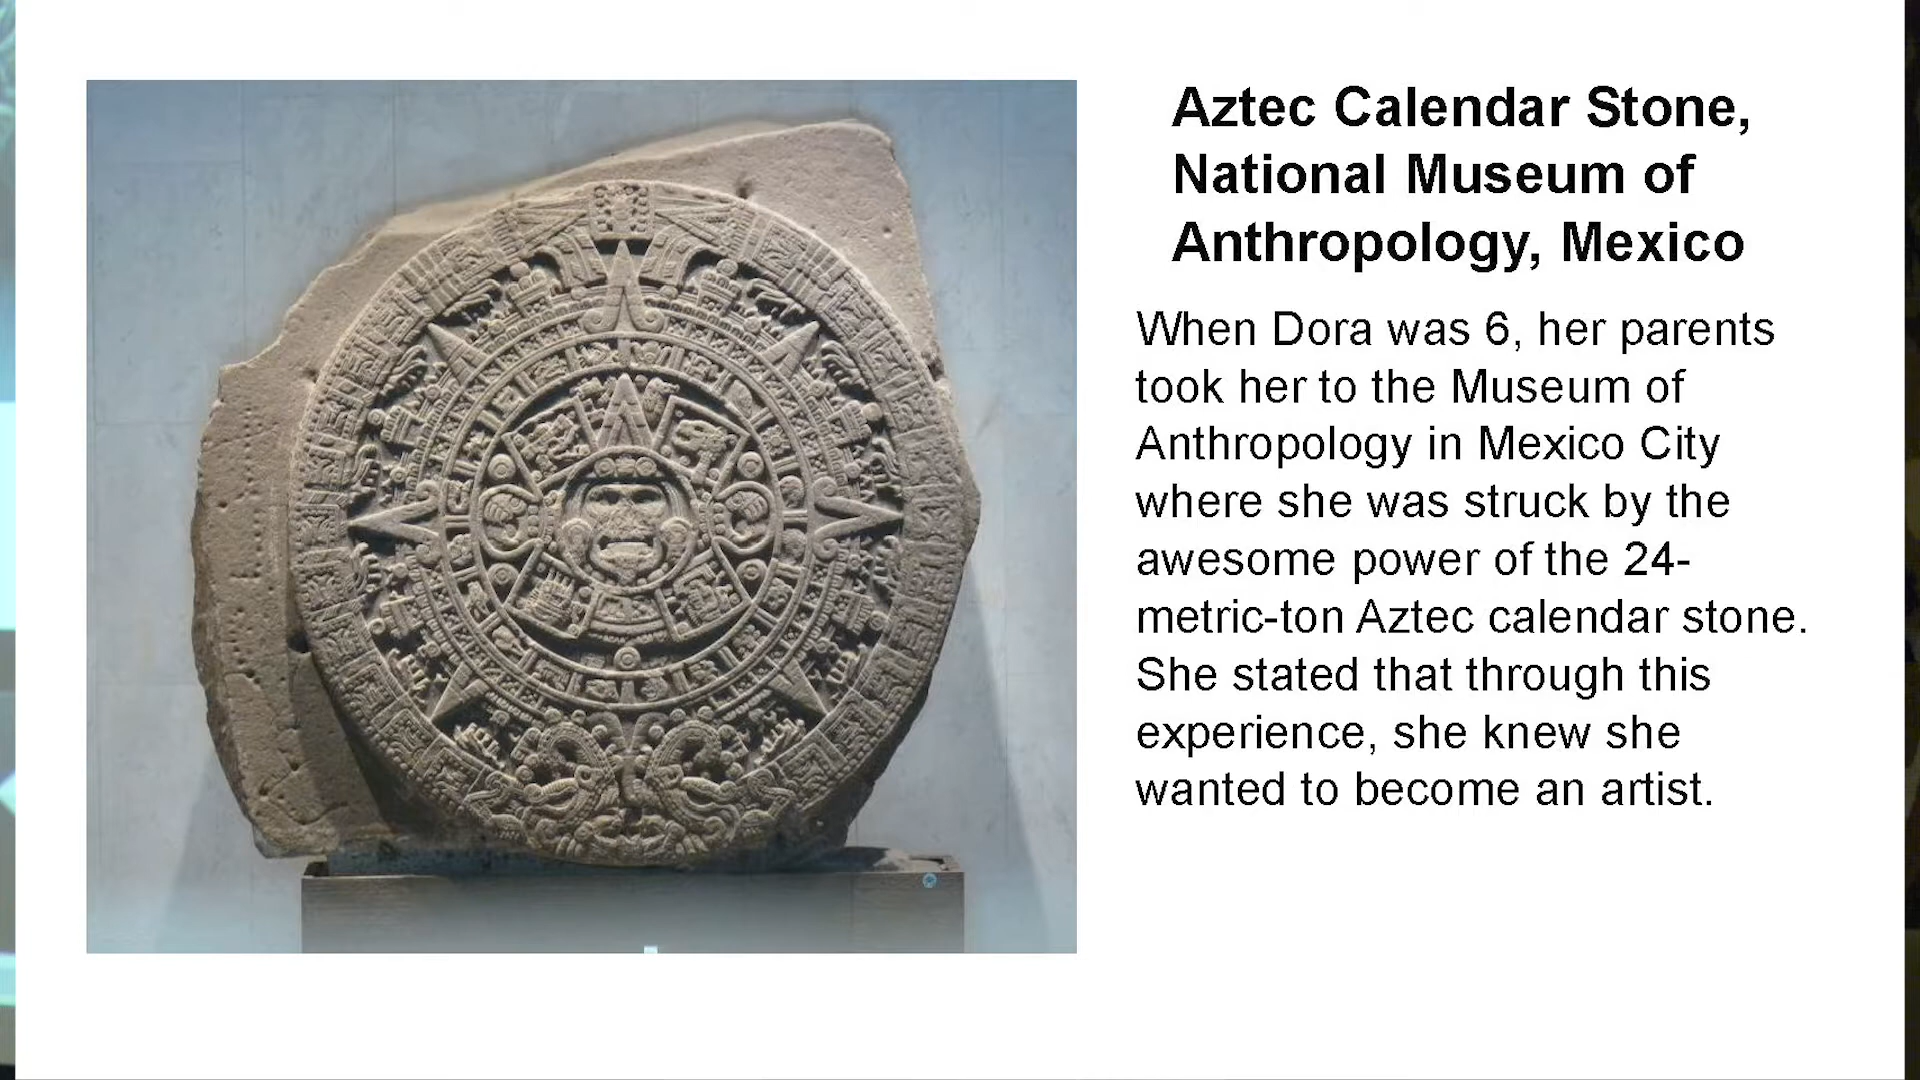 Aztec Calendar Stone,
National Museum of
Anthropology, Mexico
When Dora was 6, her parents
took her to the Museum of
Anthropology in Mexico City
where she was struck by the
awesome power of the 24-
metric-ton Aztec calendar stone.
She stated that through this
experience, she knew she
wanted to become an artist.